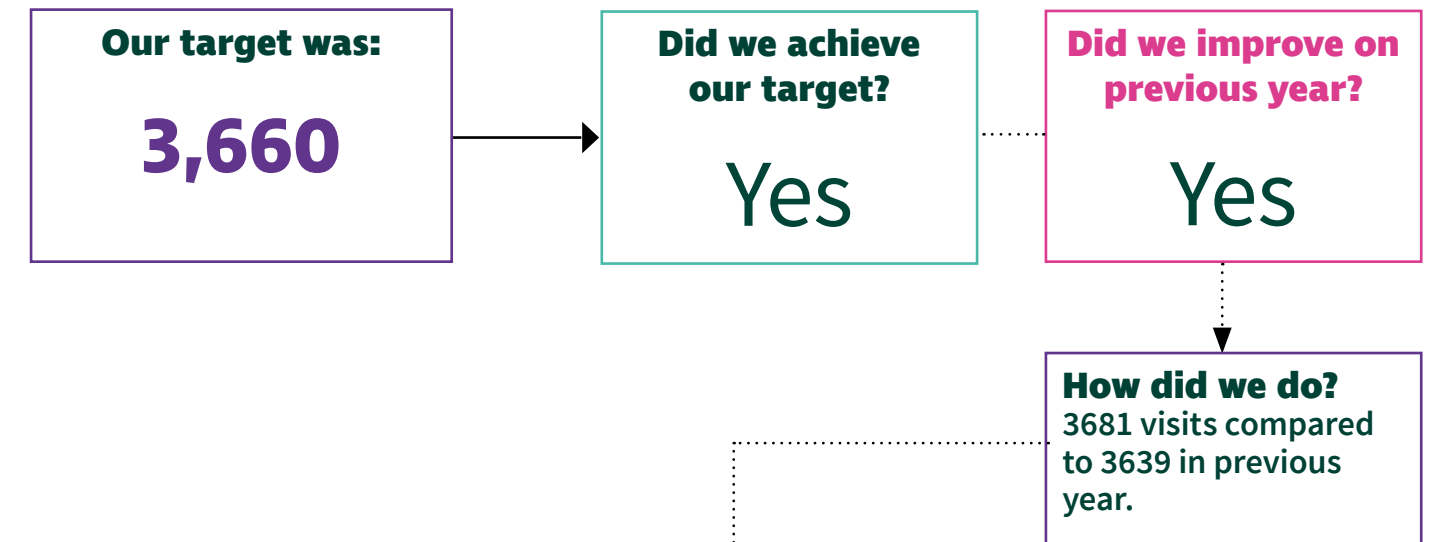 Our target was:
3,660
Did we achieve
our target?
Yes
Did we improve on
previous year?
Yes
How did we do?
3681 visits compared
to 3639 in previous
year.